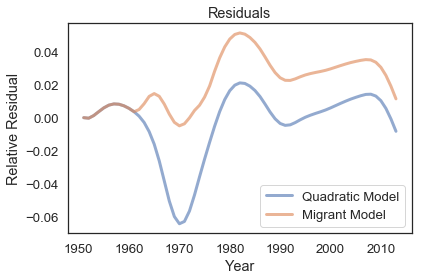 Residuals
Relative Residual
0.04
0.02
0.00
−0.02
−0.04
−0.06
1950 1960 1970 1980 1990 2000 2010
Year
Quadratic Model
Migrant Model